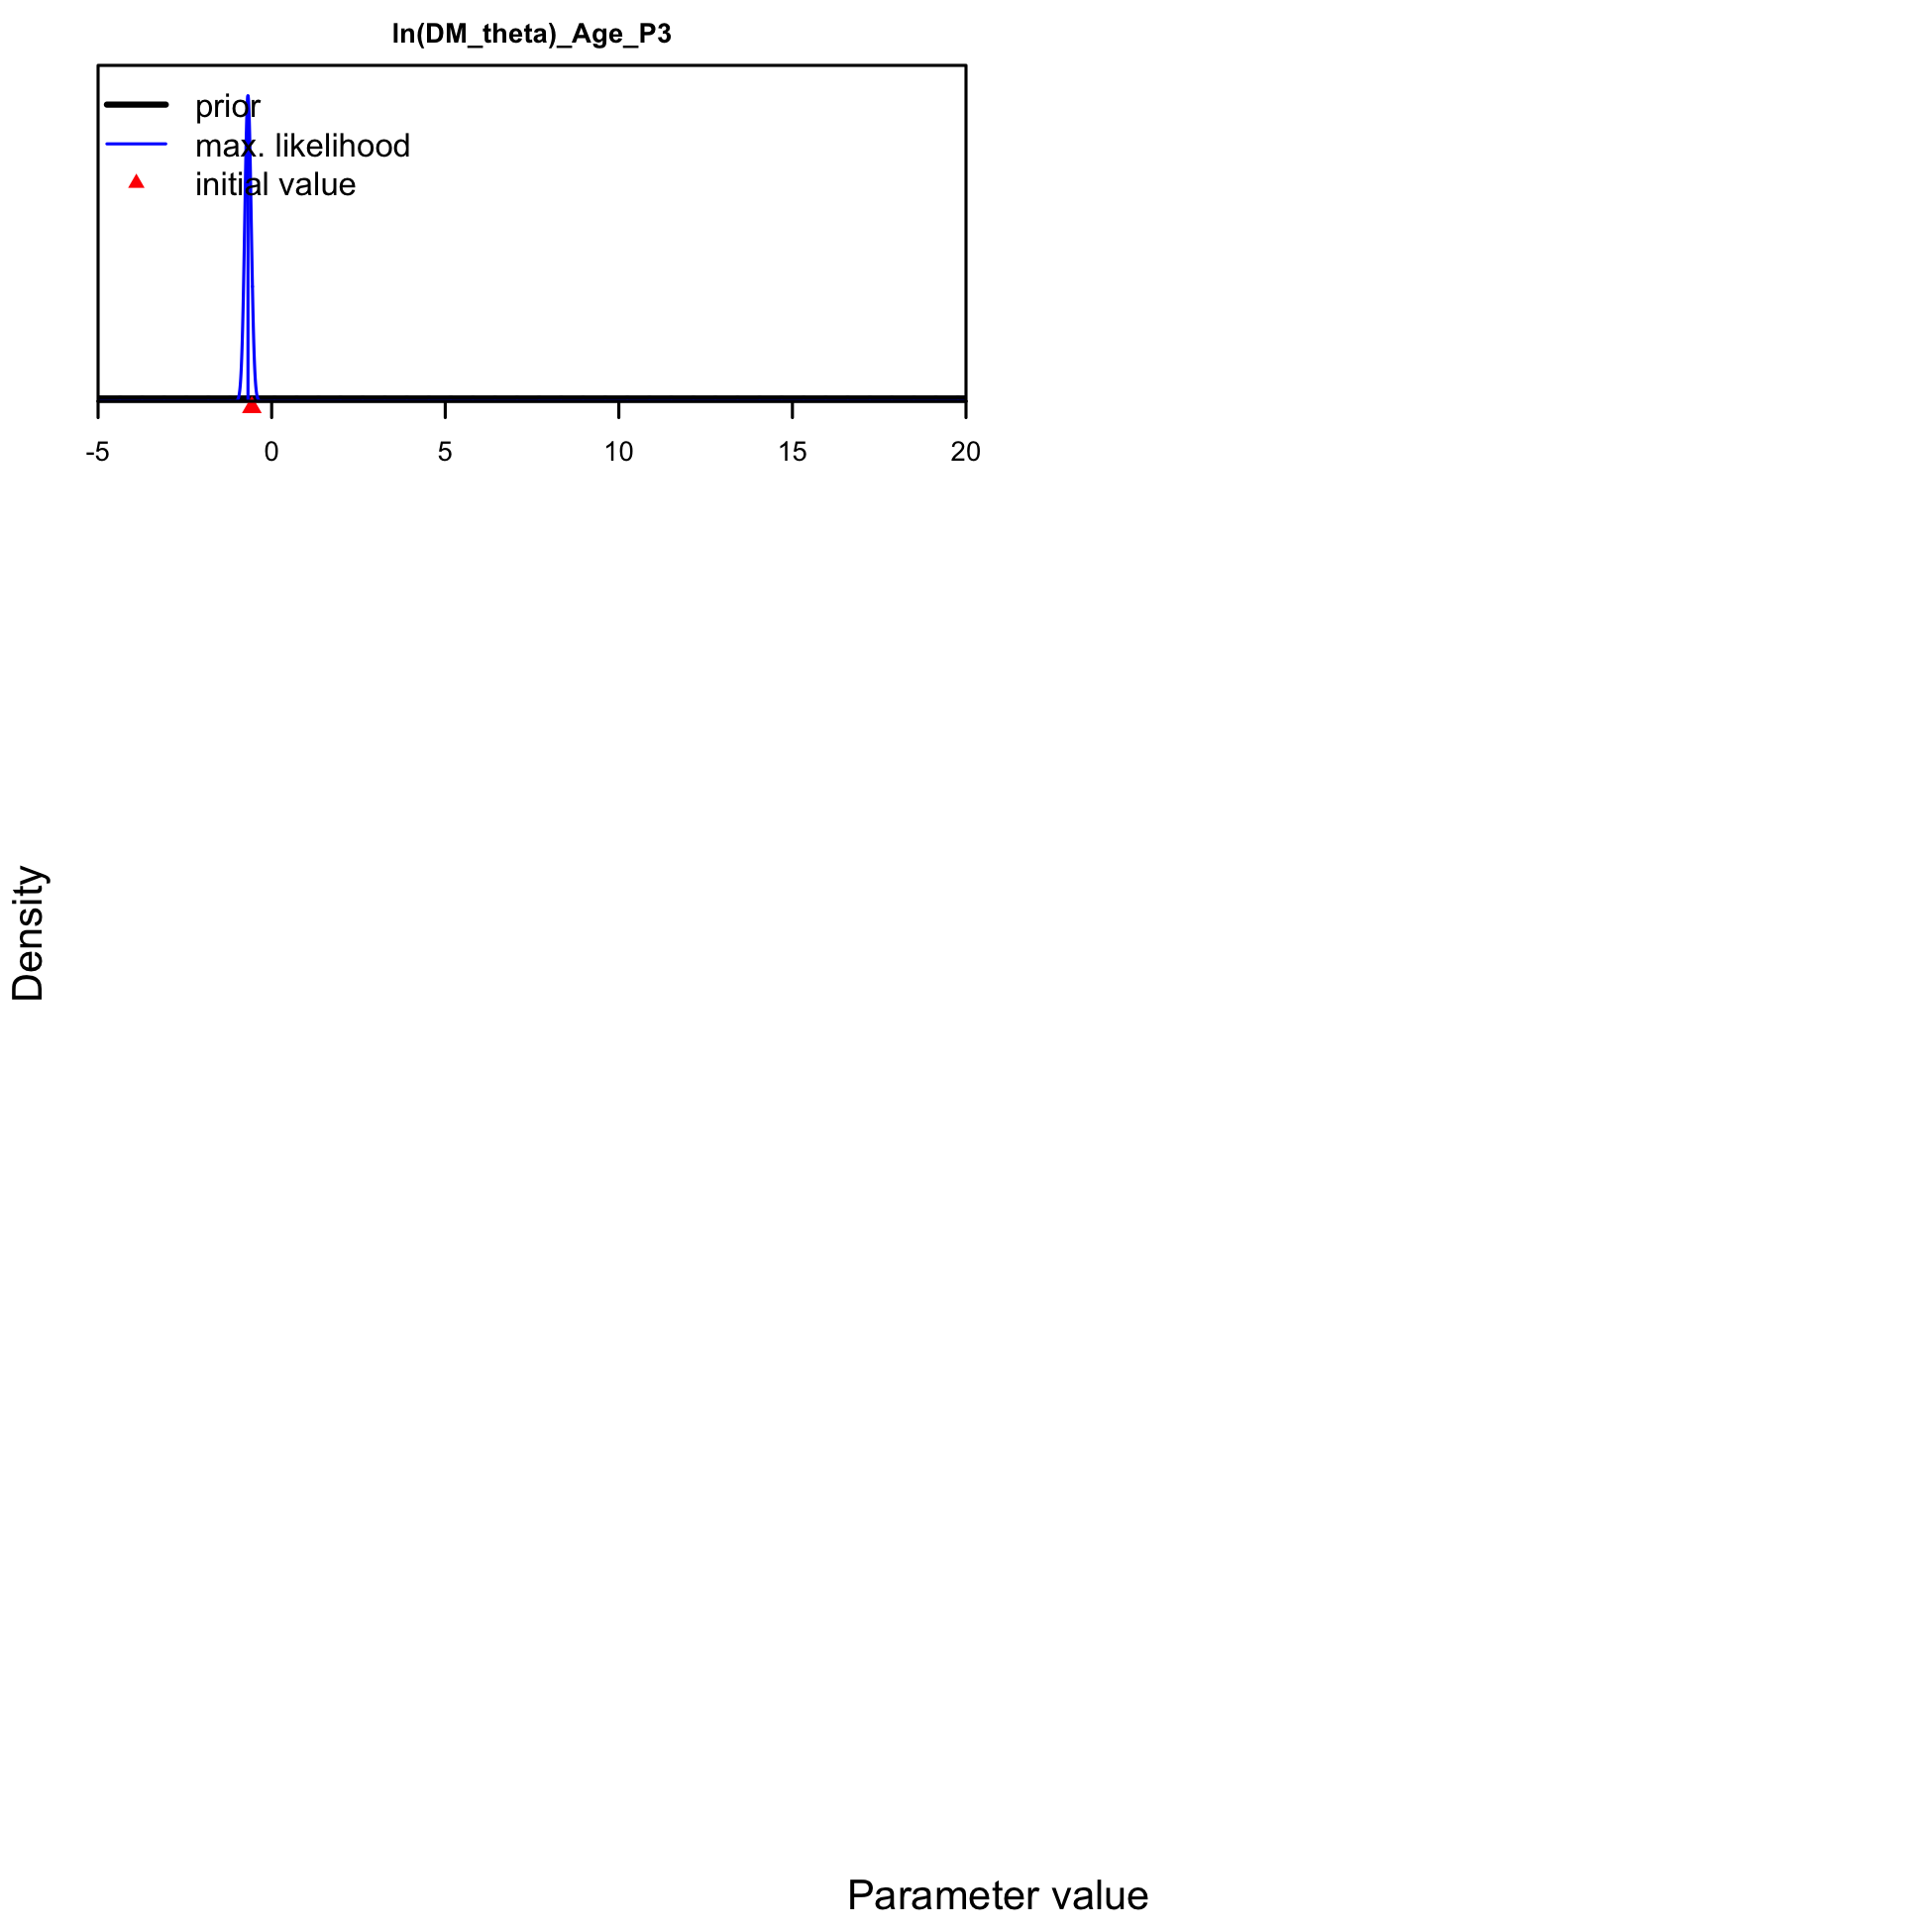 ln(DM_theta)_Age_P3
prior
max. likelihood
initial value
-5 0 5 10 15 20
Density
Parameter value